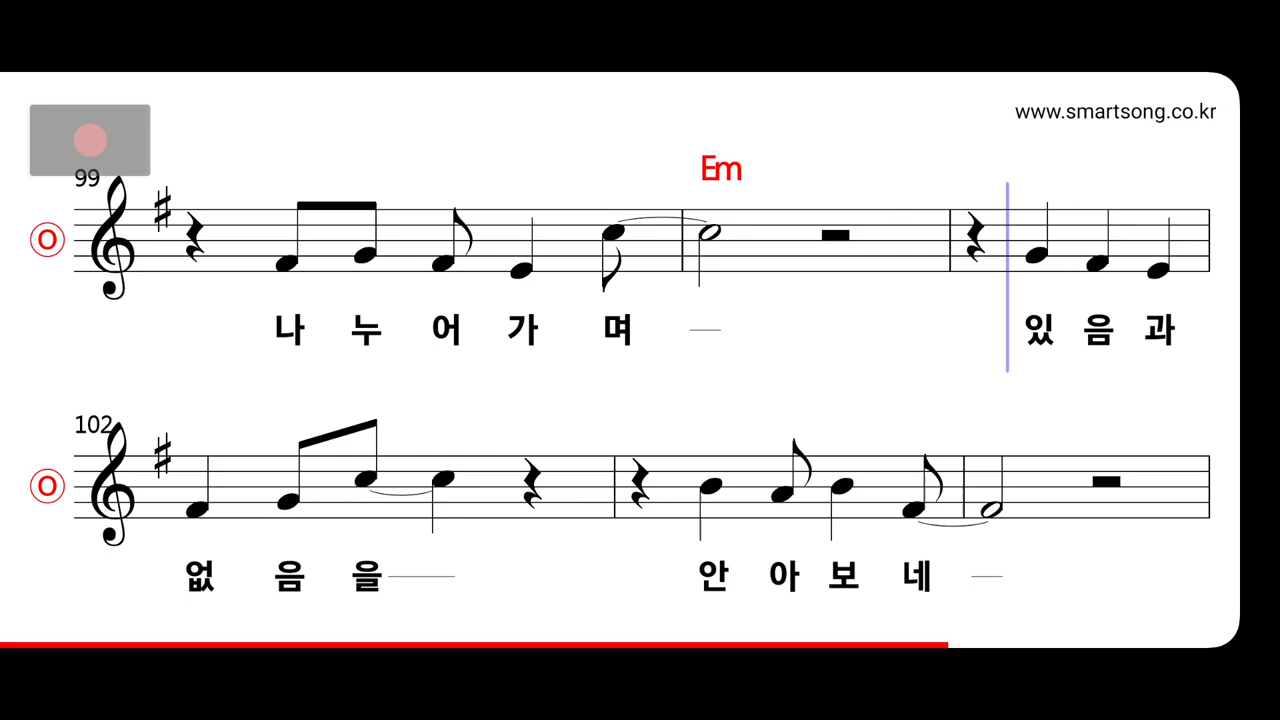 www.smartsong.co.kr
Em
99
O
나 누 어 가 며 있 음 과
102
O
없 음 을 안 아 보 네